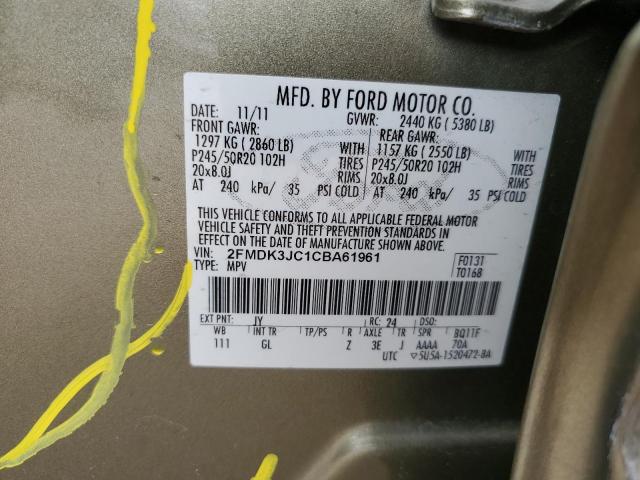 MFD. BY FORD MOTOR CO.
DATE: 11/11 GVWR: 2440 KG ( 5380 LB)
FRONT GAWR: REAR GAWR:
1297 KG ( 2860 LB) WITH 1157 KG ( 2550 LB) WITH
P245/50R20 102H TIRES P245/50R20 102H TIRES
20x8.0J RIMS 20x8.0J RIMS
AT 240 kPa/ 35 PSI COLD AT 240 kPa/ 35 PSI COLD
THIS VEHICLE CONFORMS TO ALL APPLICABLE FEDERAL MOTOR
VEHICLE SAFETY AND THEFT PREVENTION STANDARDS IN
EFFECT ON THE DATE OF MANUFACTURE SHOWN ABOVE.
VIN: 2FMDK3JC1CBA61961 F0131
TYPE: MPV T0168
EXT PNT: JY RC: 24 DSO:
WB INT TR TP/PS R AXLE TR SPR BQ11F
111 GL Z 3E J AAAA 70A
UTC ▽5U5A-1520472-BA